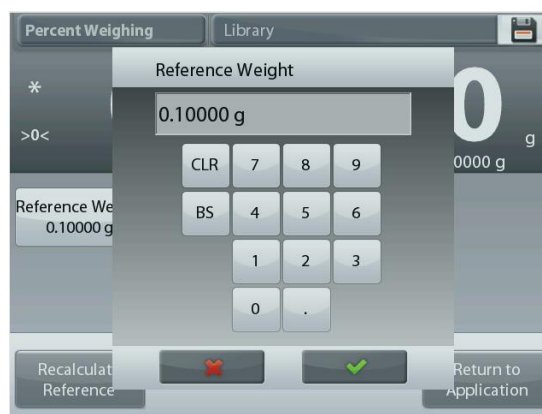 Percent Weighing
Library
Reference Weight
0.10000 g
*
>0<
0
g
0000 g
CLR 7 8 9
Reference We
0.10000 g
BS 4 5 6
1 2 3
0 .
Recalculat
Reference
Return to
Application